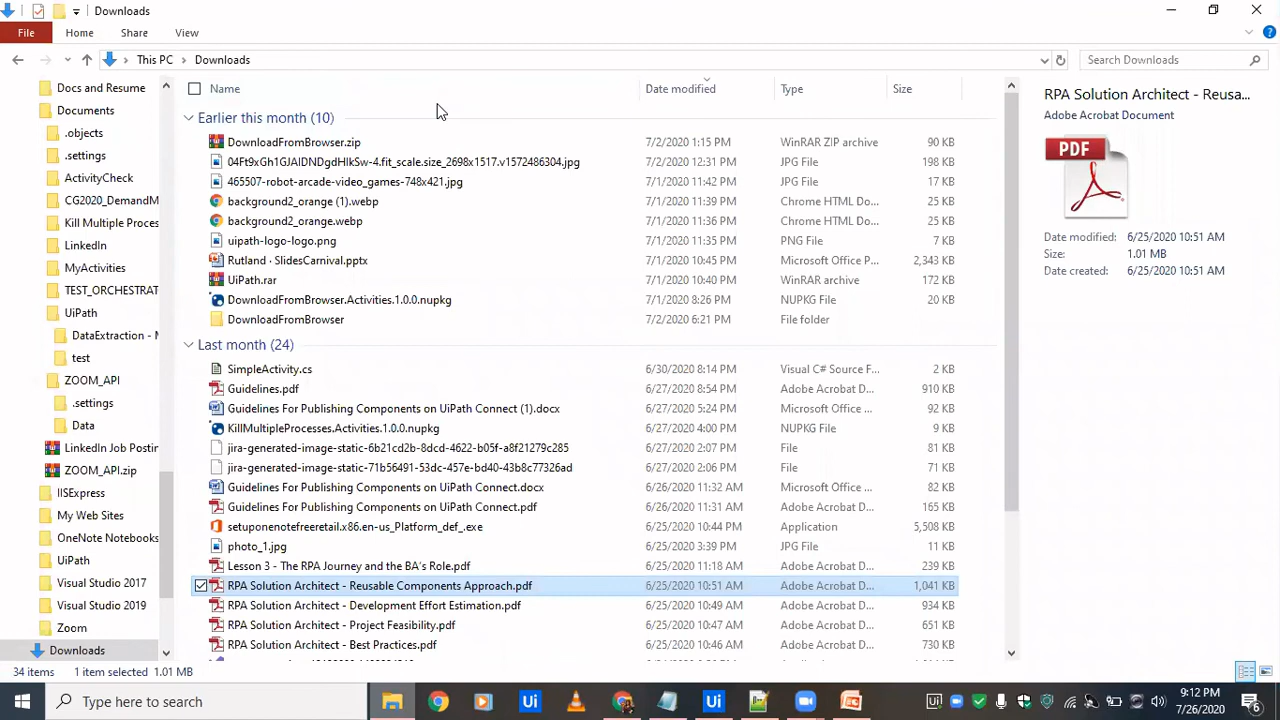 Downloads
File Home Share View
This PC Downloads Search Downloads
Docs and Resume
Documents
.objects
.settings
ActivityCheck
CG2020_DemandM
Kill Multiple Proces
LinkedIn
MyActivities
TEST_ORCHESTRAT
UiPath
DataExtraction - M
test
ZOOM_API
.settings
Data
LinkedIn Job Postin
ZOOM_API.zip
IISExpress
My Web Sites
OneNote Notebooks
UiPath
Visual Studio 2017
Visual Studio 2019
Zoom
Downloads
Name Date modified Type Size
Earlier this month (10)
DownloadFromBrowser.zip 7/2/2020 1:15 PM WinRAR ZIP archive 90 KB
04Ft9xGh1GJAIDNDgdHIkSw-4.fit_scale.size_2698x1517.v1572486304.jpg 7/2/2020 12:31 PM JPG File 198 KB
465507-robot-arcade-video_games-748x421.jpg 7/1/2020 11:42 PM JPG File 17 KB
background2_orange (1).webp 7/1/2020 11:39 PM Chrome HTML Do... 25 KB
background2_orange.webp 7/1/2020 11:36 PM Chrome HTML Do... 25 KB
uipath-logo-logo.png 7/1/2020 11:35 PM PNG File 7 KB
Rutland · SlidesCarnival.pptx 7/1/2020 10:45 PM Microsoft Office P... 2,343 KB
UiPath.rar 7/1/2020 10:40 PM WinRAR archive 172 KB
DownloadFromBrowser.Activities.1.0.0.nupkg 7/1/2020 8:26 PM NUPKG File 20 KB
DownloadFromBrowser 7/2/2020 6:21 PM File folder
Last month (24)
SimpleActivity.cs 6/30/2020 8:14 PM Visual C# Source F... 2 KB
Guidelines.pdf 6/27/2020 8:54 PM Adobe Acrobat D... 910 KB
Guidelines For Publishing Components on UiPath Connect (1).docx 6/27/2020 5:24 PM Microsoft Office ... 92 KB
KillMultipleProcesses.Activities.1.0.0.nupkg 6/27/2020 4:00 PM NUPKG File 9 KB
jira-generated-image-static-6b21cd2b-8dcd-4622-b05f-a8f21279c285 6/27/2020 2:07 PM File 81 KB
jira-generated-image-static-71b56491-53dc-457e-bd40-43b8c77326ad 6/27/2020 2:06 PM File 71 KB
Guidelines For Publishing Components on UiPath Connect.docx 6/26/2020 11:32 AM Microsoft Office ... 82 KB
Guidelines For Publishing Components on UiPath Connect.pdf 6/26/2020 11:31 AM Adobe Acrobat D... 165 KB
setuponenotefreeretail.x86.en-us_Platform_def_.exe 6/25/2020 10:44 PM Application 5,508 KB
photo_1.jpg 6/25/2020 3:39 PM JPG File 11 KB
Lesson 3 - The RPA Journey and the BA's Role.pdf 6/25/2020 11:18 AM Adobe Acrobat D... 239 KB
RPA Solution Architect - Reusable Components Approach.pdf 6/25/2020 10:51 AM Adobe Acrobat D... 1,041 KB
RPA Solution Architect - Development Effort Estimation.pdf 6/25/2020 10:49 AM Adobe Acrobat D... 934 KB
RPA Solution Architect - Project Feasibility.pdf 6/25/2020 10:47 AM Adobe Acrobat D... 651 KB
RPA Solution Architect - Best Practices.pdf 6/25/2020 10:46 AM Adobe Acrobat D... 730 KB
RPA Solution Architect - Reusa...
Adobe Acrobat Document
PDF
Date modified: 6/25/2020 10:51 AM
Size: 1.01 MB
Date created: 6/25/2020 10:51 AM
34 items 1 item selected 1.01 MB
Type here to search
Ui
Ui
Ui
9:12 PM
7/26/2020
6